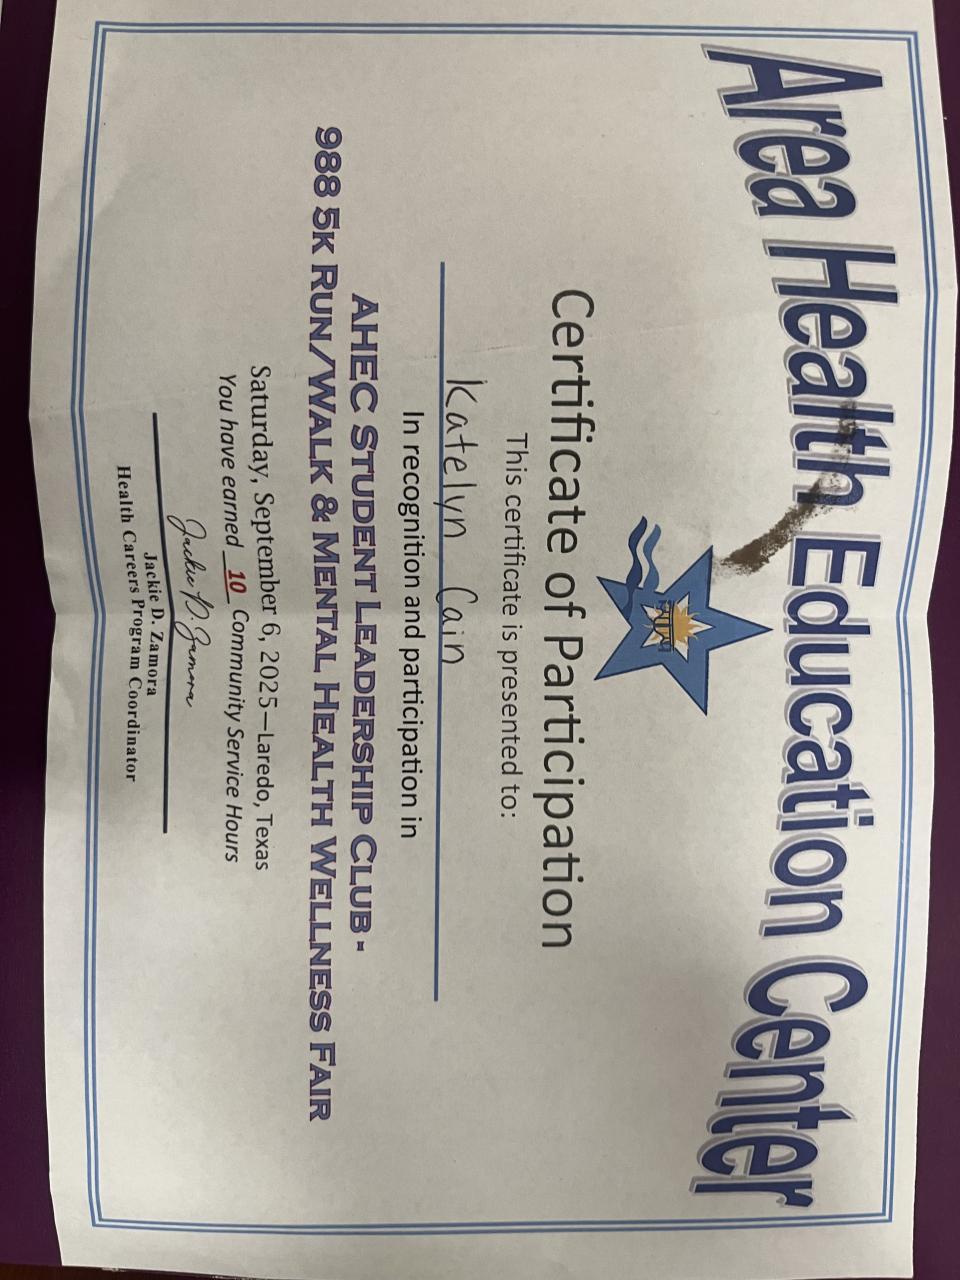 Area Health Education Center
Certificate of Participation
This certificate is presented to:
Katelyn Cain
In recognition and participation in
AHEC Student Leadership Club -
988 5k Run/Walk & Mental Health Wellness Fair
Saturday, September 6, 2025—Laredo, Texas
You have earned 10 Community Service Hours
Jackie D. Zamora
Jackie D. Zamora
Health Careers Program Coordinator